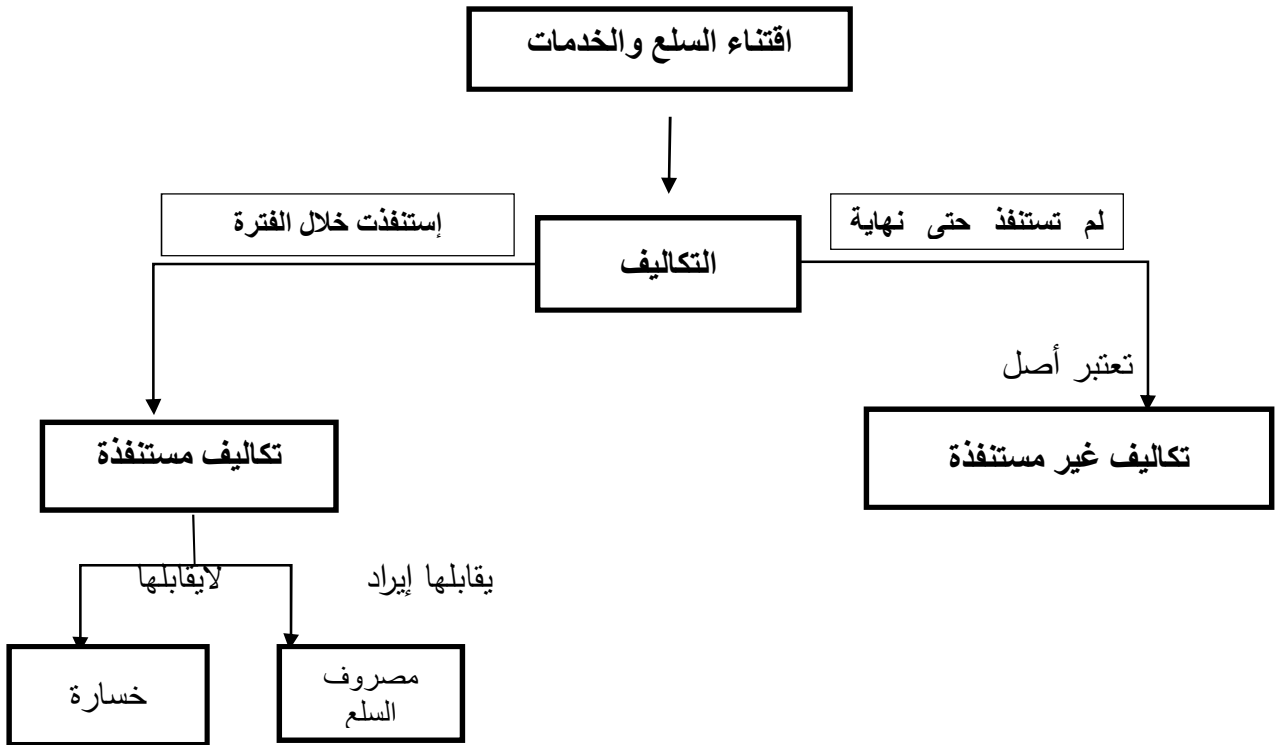 اقتناء السلع والخدمات
لم تستنفذ حتى نهاية
إستنفذت خلال الفترة
التكاليف
تعتبر أصل
تكاليف غير مستنفذة
تكاليف مستنفذة
يقابلها إيراد
لايقابلها
مصروف
السلع
خسارة